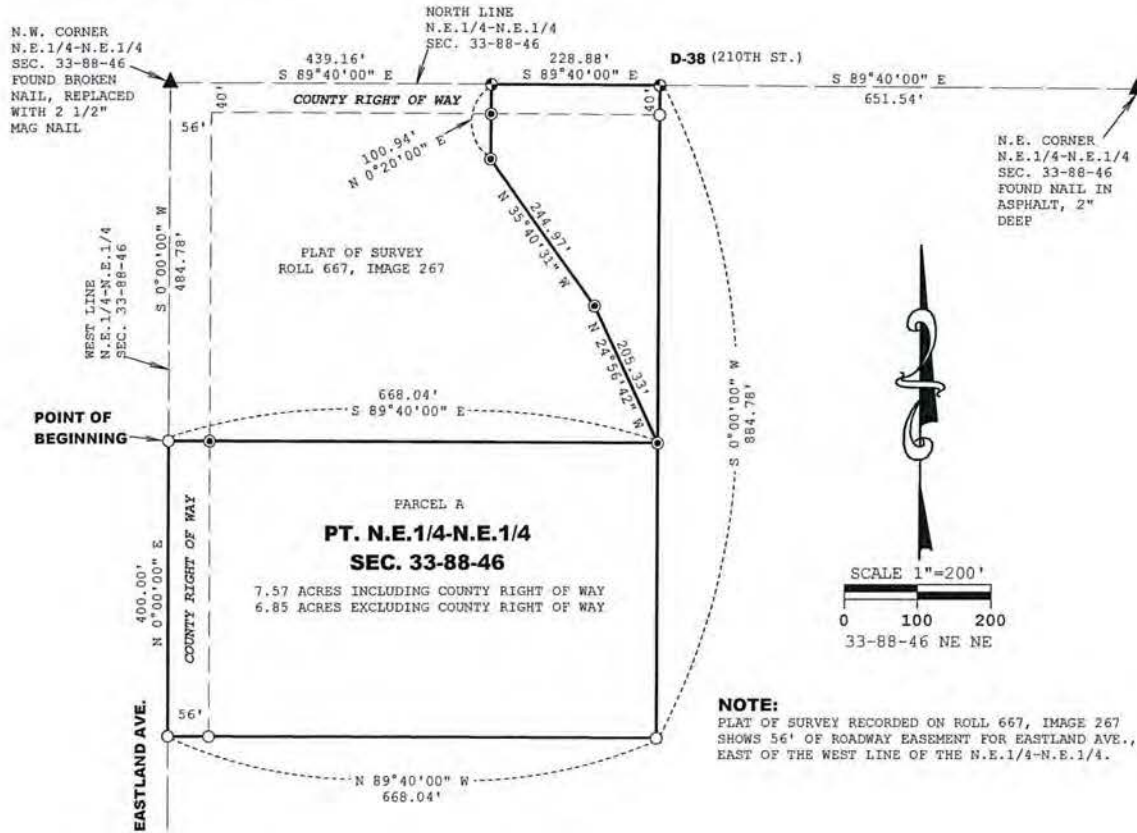 N.W. CORNER
N.E.1/4-N.E.1/4
SEC. 33-88-46
FOUND BROKEN
NAIL, REPLACED
WITH 2 1/2"
MAG NAIL
NORTH LINE
N.E.1/4-N.E.1/4
SEC. 33-88-46
439.16'
S 89°40'00" E
228.88'
S 89°40'00" E
D-38 (210TH ST.)
S 89°40'00" E
651.54'
N.E. CORNER
N.E.1/4-N.E.1/4
SEC. 33-88-46
FOUND NAIL IN
ASPHALT, 2"
DEEP
40'
COUNTY RIGHT OF WAY
40'
56'
100.94'
N 0°20'00" E
WEST LINE
N.E.1/4-N.E.1/4
SEC. 33-88-46
S 0°00'00" W
484.78'
PLAT OF SURVEY
ROLL 667, IMAGE 267
244.97'
N 35°40'31" W
205.33'
N 24°56'42" W
S 0°00'00" W
884.78'
668.04'
S 89°40'00" E
POINT OF
BEGINNING
PARCEL A
PT. N.E.1/4-N.E.1/4
SEC. 33-88-46
7.57 ACRES INCLUDING COUNTY RIGHT OF WAY
6.85 ACRES EXCLUDING COUNTY RIGHT OF WAY
400.00'
N 0°00'00" E
COUNTY RIGHT OF WAY
56'
EASTLAND AVE.
N 89°40'00" W
668.04'
SCALE 1"=200'
0 100 200
33-88-46 NE NE
NOTE:
PLAT OF SURVEY RECORDED ON ROLL 667, IMAGE 267
SHOWS 56' OF ROADWAY EASEMENT FOR EASTLAND AVE.,
EAST OF THE WEST LINE OF THE N.E.1/4-N.E.1/4.